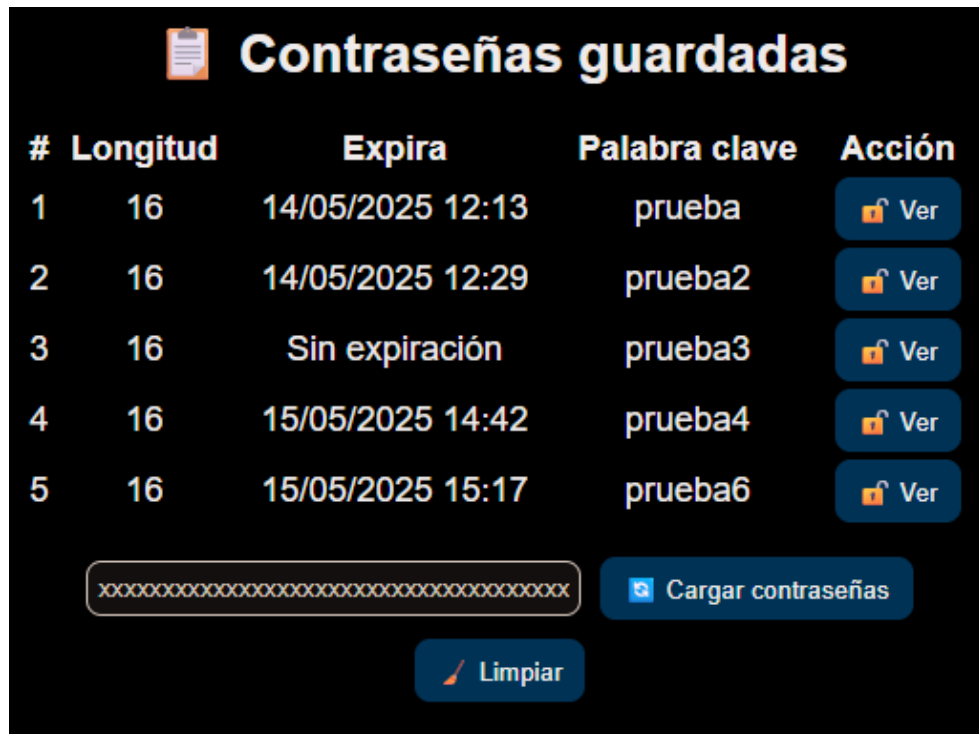 Contraseñas guardadas
# Longitud Expira Palabra clave Acción
1 16 14/05/2025 12:13 prueba Ver
2 16 14/05/2025 12:29 prueba2 Ver
3 16 Sin expiración prueba3 Ver
4 16 15/05/2025 14:42 prueba4 Ver
5 16 15/05/2025 15:17 prueba6 Ver
xxxxxxxxxxxxxxxxxxxxxxxxxxxxxxxxxxxxx Cargar contraseñas
Limpiar